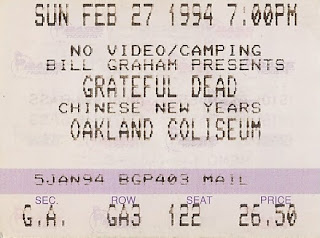 SUN FEB 27 1994 7:00PM
NO VIDEO/CAMPING
BILL GRAHAM PRESENTS
GRATEFUL DEAD
CHINESE NEW YEARS
OAKLAND COLISEUM
5JAN94 BGP403 MAIL
SEC. ROW SEAT PRICE
G.A. GA3 122 26.50